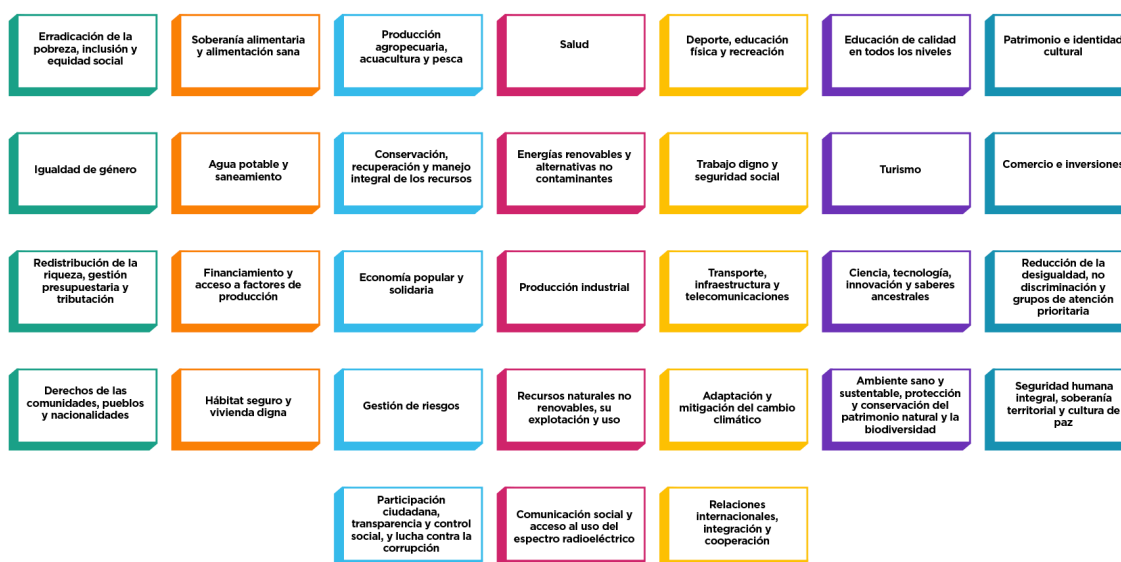 Erradicación de la
pobreza, inclusión y
equidad social
Soberanía alimentaria
y alimentación sana
Producción
agropecuaria,
acuacultura y pesca
Salud
Deporte, educación
física y recreación
Educación de calidad
en todos los niveles
Patrimonio e identidad
cultural
Igualdad de género
Agua potable y
saneamiento
Conservación,
recuperación y manejo
integral de los recursos
Energías renovables y
alternativas no
contaminantes
Trabajo digno y
seguridad social
Turismo
Comercio e inversiones
Redistribución de la
riqueza, gestión
presupuestaria y
tributación
Financiamiento y
acceso a factores de
producción
Economía popular y
solidaria
Producción industrial
Transporte,
infraestructura y
telecomunicaciones
Ciencia, tecnología,
innovación y saberes
ancestrales
Reducción de la
desigualdad, no
discriminación y
grupos de atención
prioritaria
Derechos de las
comunidades, pueblos
y nacionalidades
Hábitat seguro y
vivienda digna
Gestión de riesgos
Recursos naturales no
renovables, su
explotación y uso
Adaptación y
mitigación del cambio
climático
Ambiente sano y
sustentable, protección
y conservación del
patrimonio natural y la
biodiversidad
Seguridad humana
integral, soberanía
territorial y cultura de
paz
Participación
ciudadana,
transparencia y control
social, y lucha contra la
corrupción
Comunicación social y
acceso al uso del
espectro radioeléctrico
Relaciones
internacionales,
integración y
cooperación